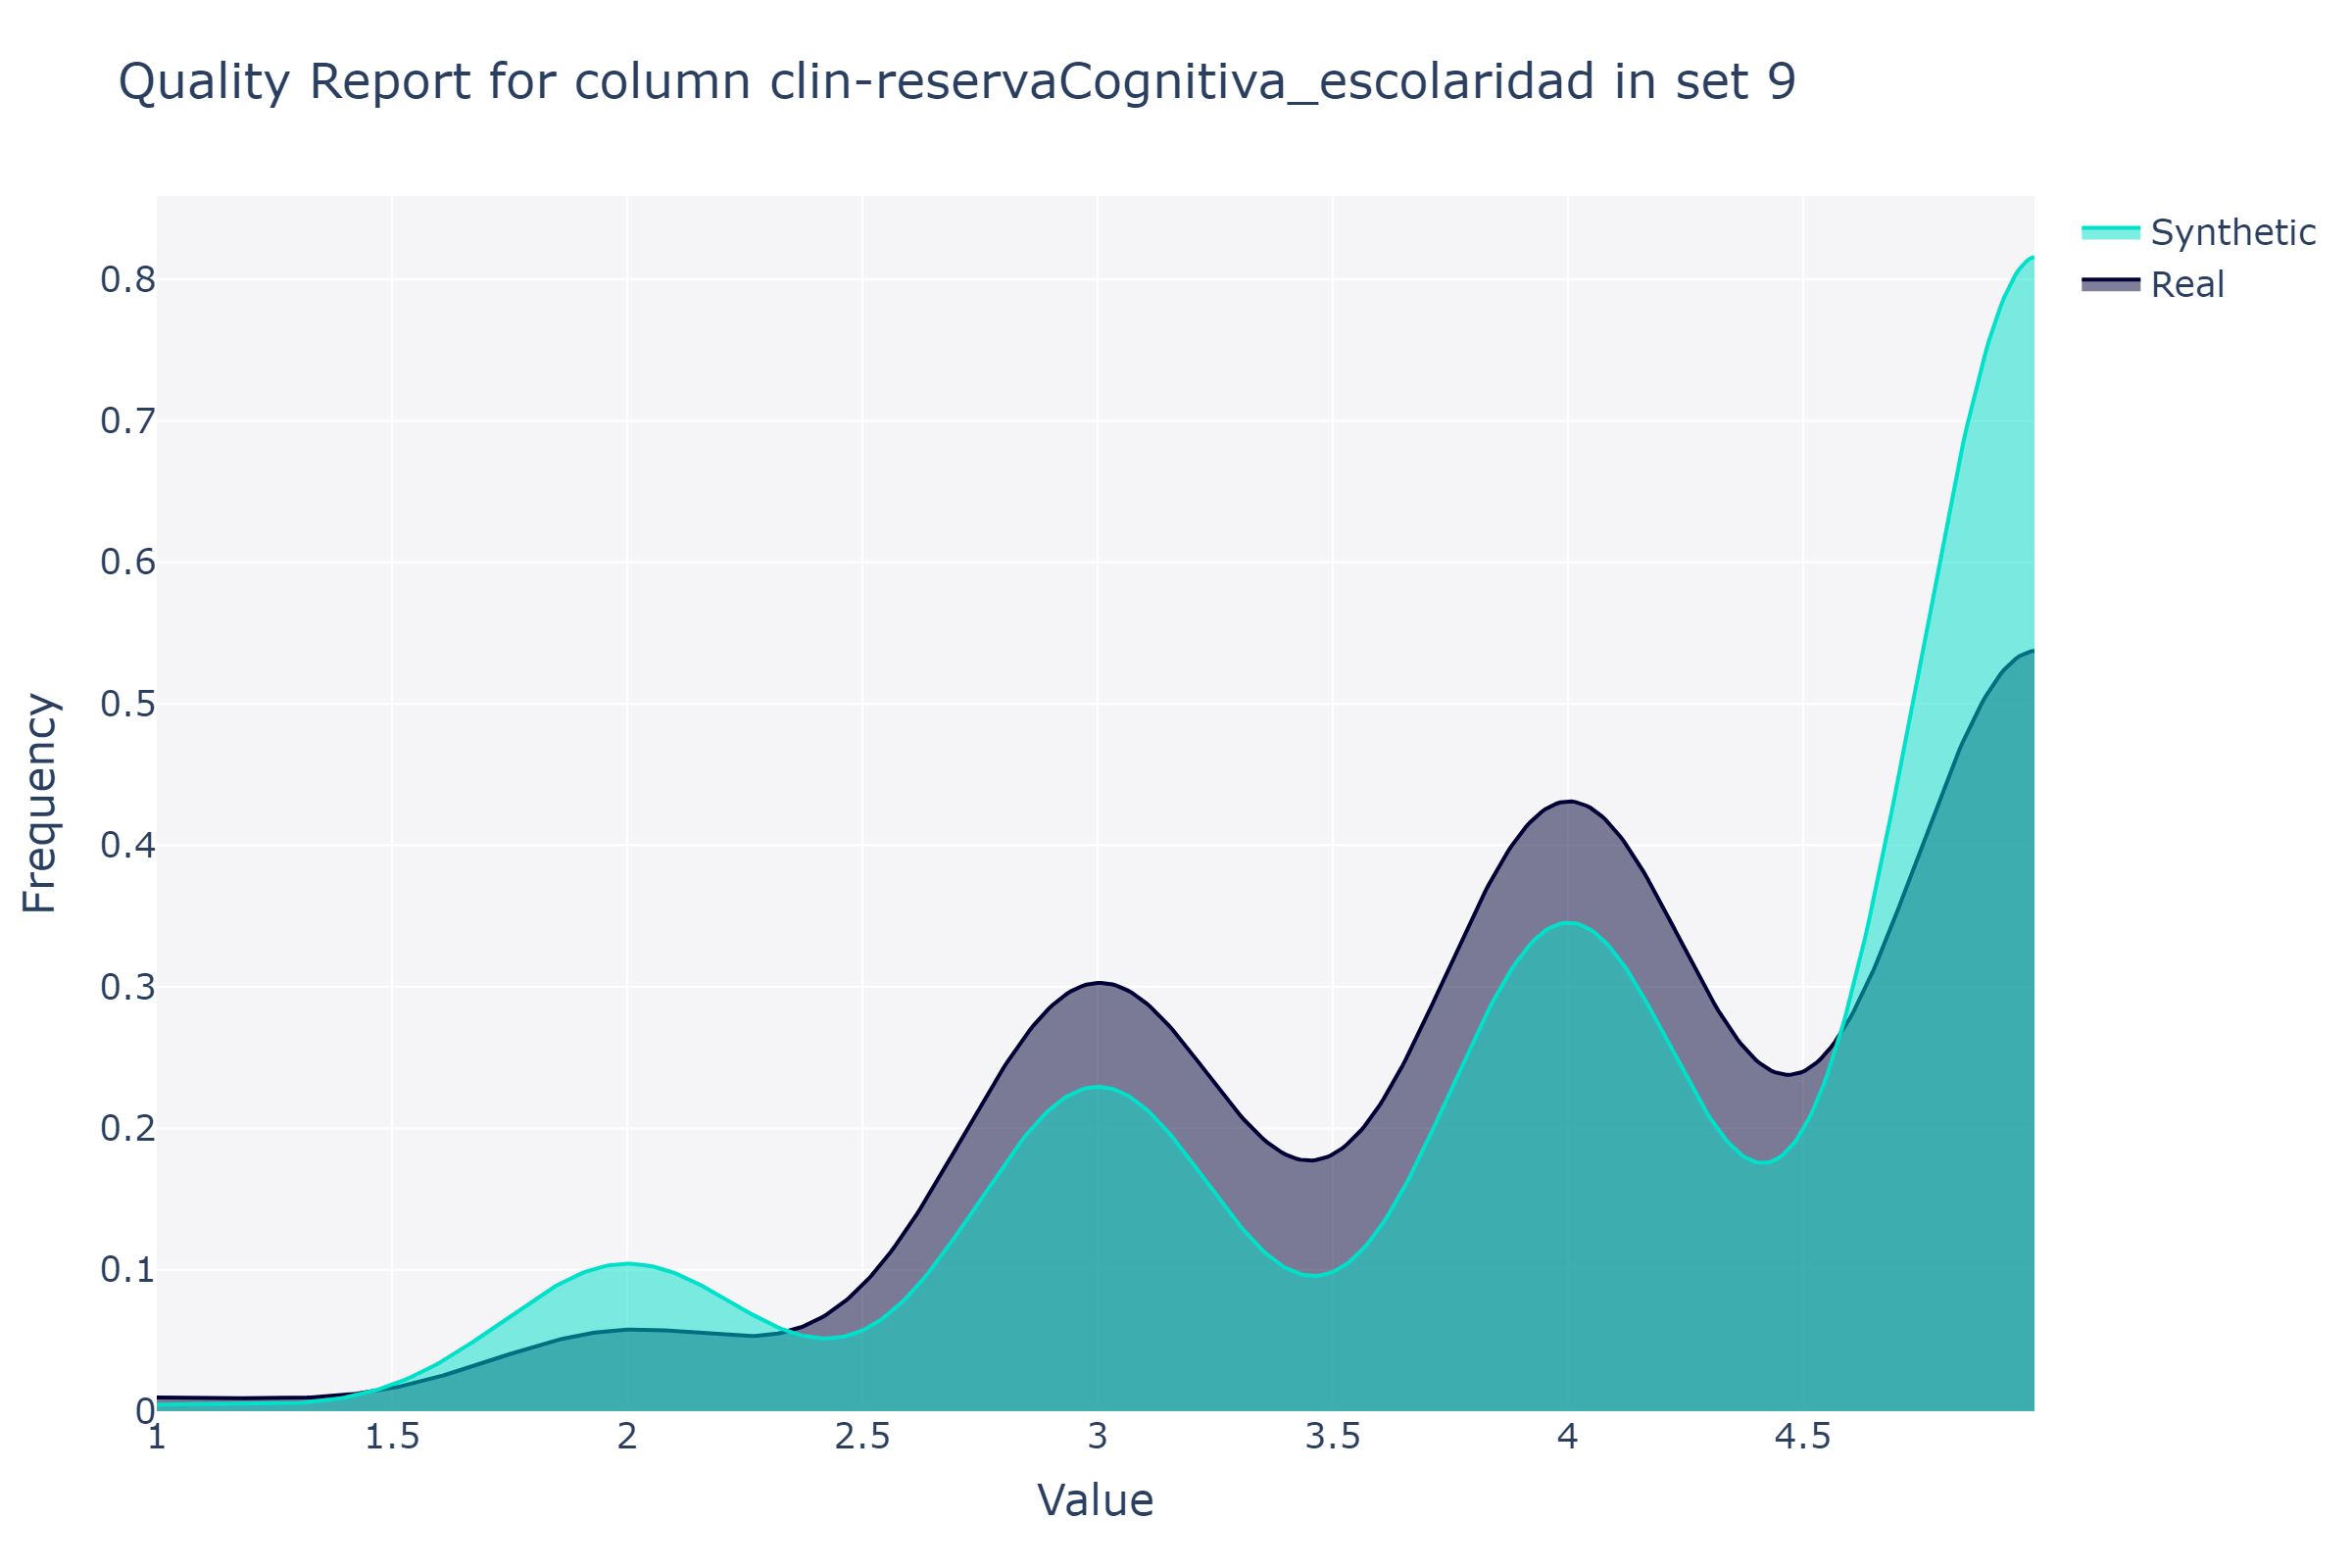 Quality Report for column clin-reservaCognitiva_escolaridad in set 9
Synthetic
Real
0.8
0.7
0.6
0.5
0.4
0.3
0.2
0.1
0
Frequency
1 1.5 2 2.5 3 3.5 4 4.5
Value